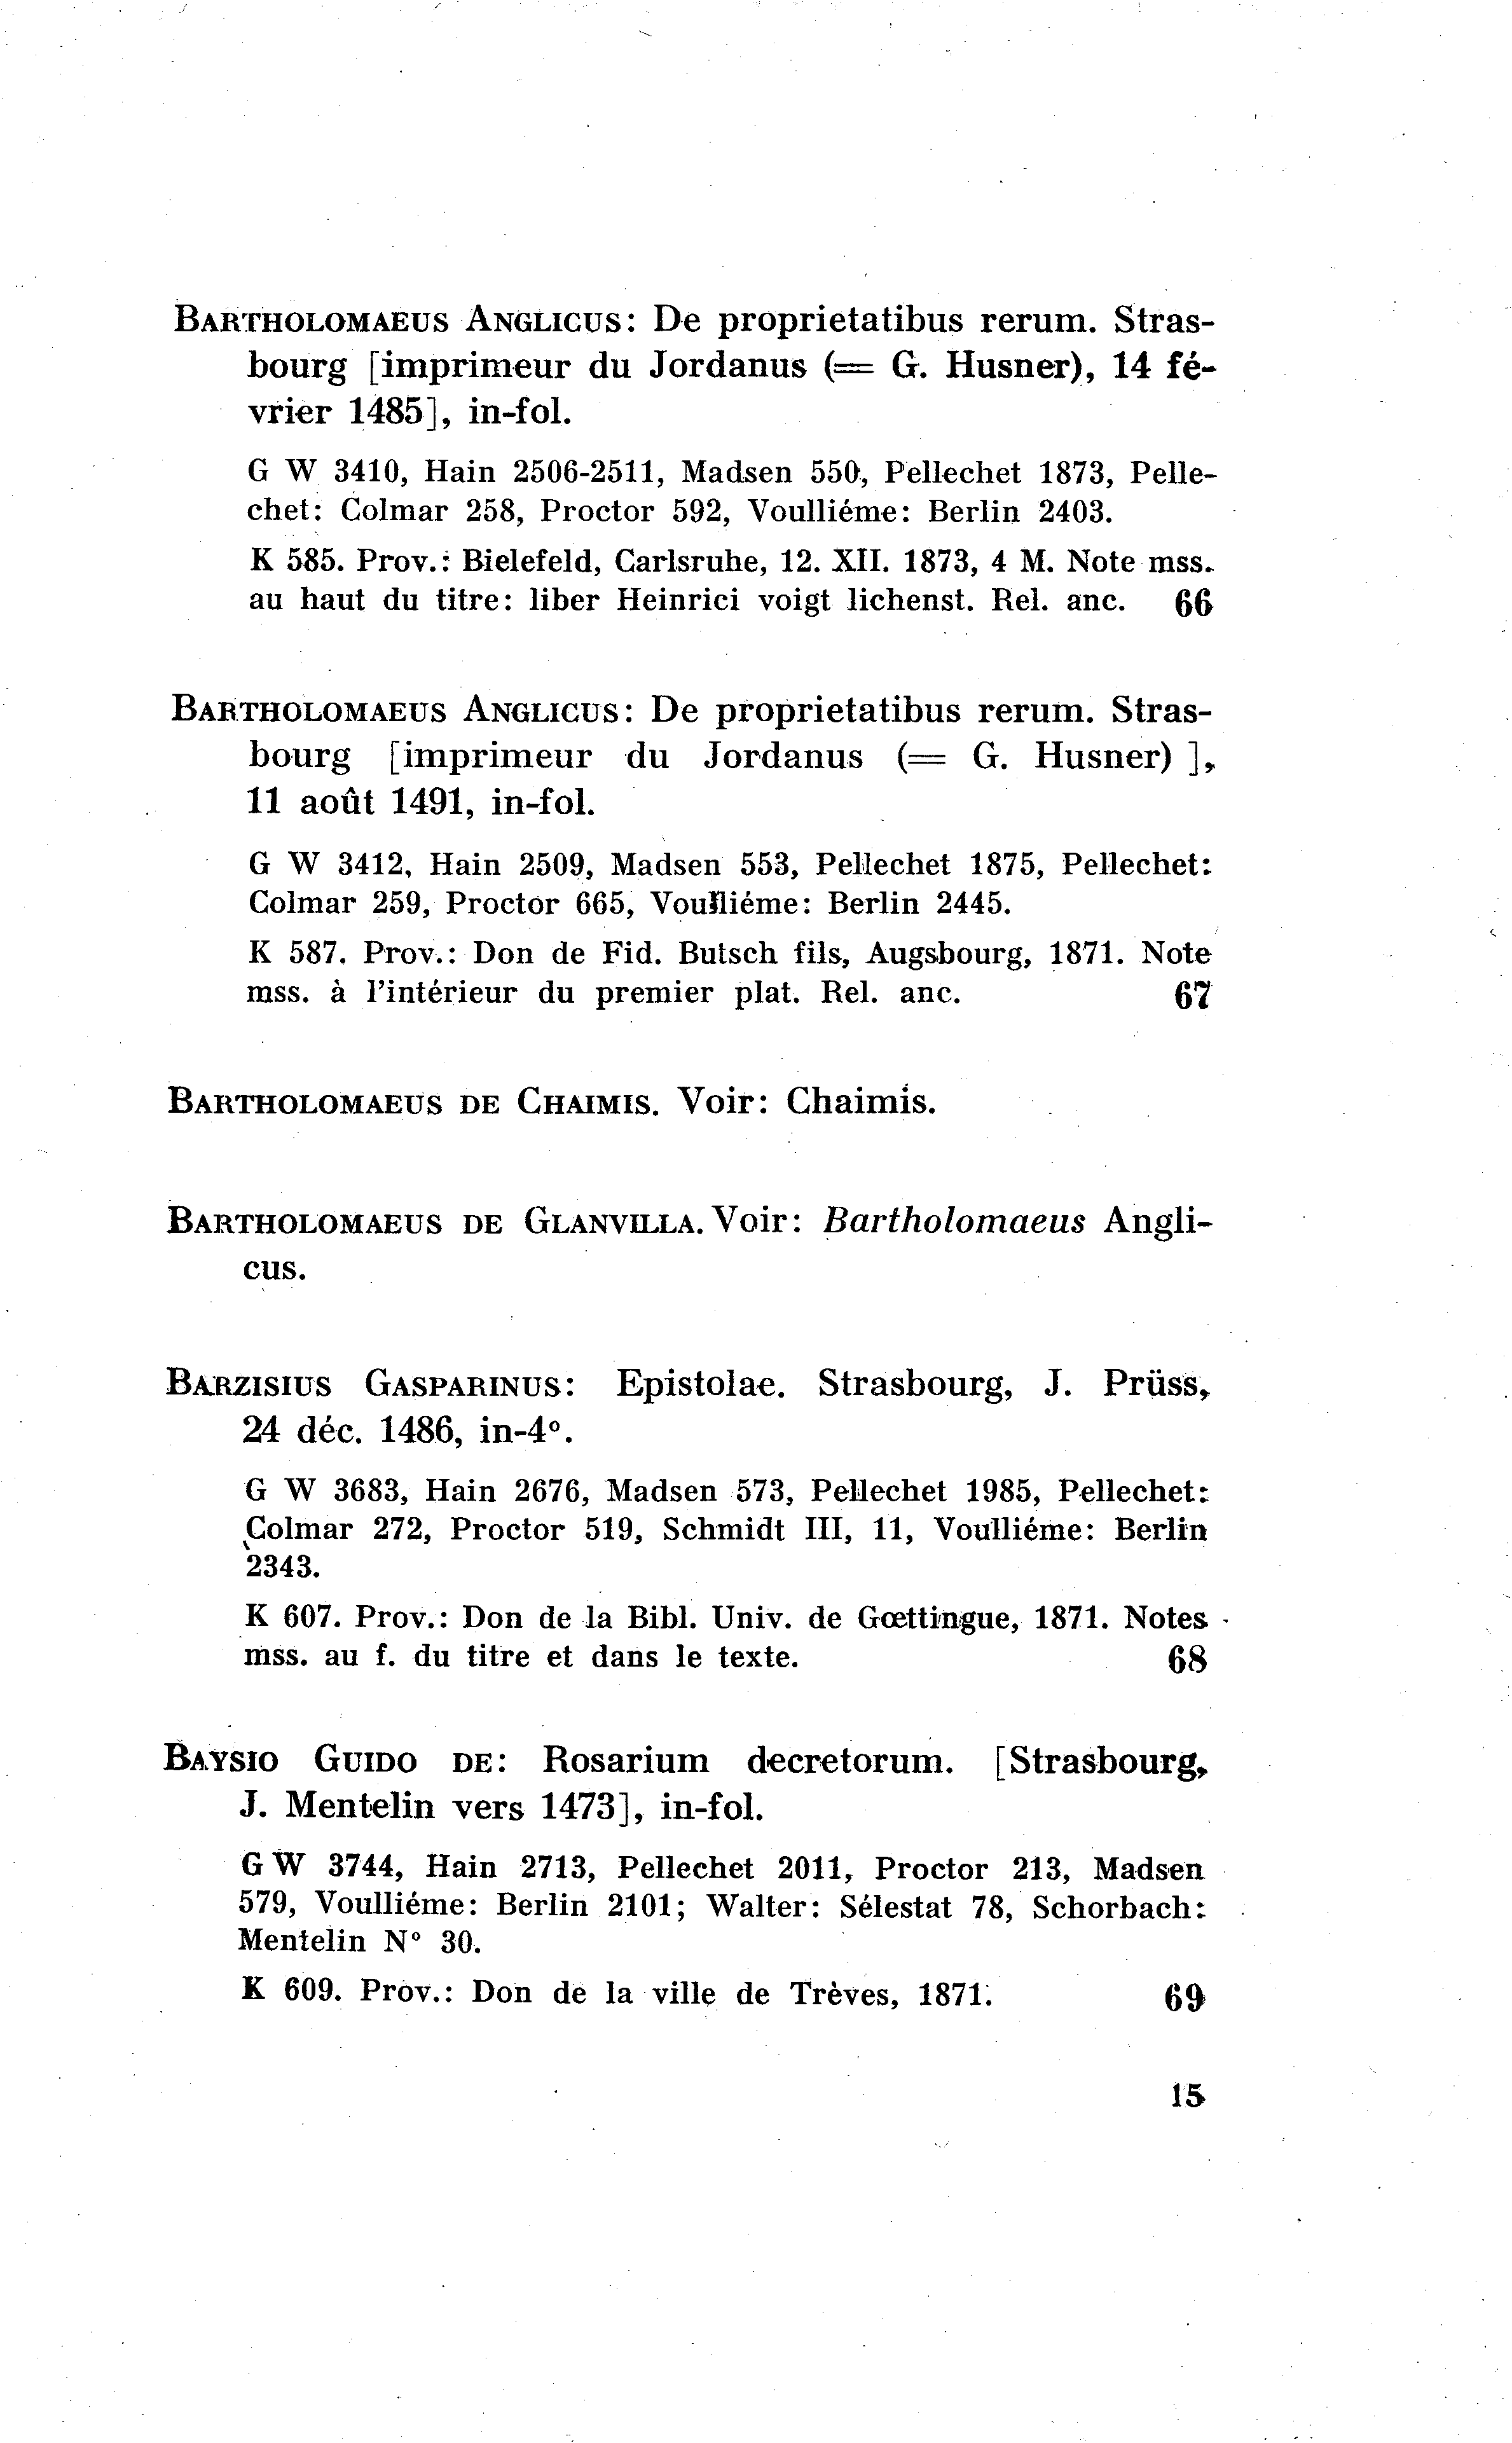 BARTHOLOMAEUS ANGLICUS: De proprietatibus rerum. Stras-
bourg [imprimeur du Jordanus (= G. Husner), 14 fé-
vrier 1485], in-fol.
G W 3410, Hain 2506-2511, Madsen 550, Pellechet 1873, Pelle-
chet: Colmar 258, Proctor 592, Voulliéme: Berlin 2403.
K 585. Prov.: Bielefeld, Carlsruhe, 12. XII. 1873, 4 M. Note mss.
au haut du titre: liber Heinrici voigt lichenst. Rel. anc. 66
BARTHOLOMAEUS ANGLICUS: De proprietatibus rerum. Stras-
bourg [imprimeur du Jordanus (= G. Husner) ],
11 août 1491, in-fol.
G W 3412, Hain 2509, Madsen 553, Pellechet 1875, Pellechet:
Colmar 259, Proctor 665, Voulliéme: Berlin 2445.
K 587. Prov.: Don de Fid. Butsch fils, Augsbourg, 1871. Note
mss. à l'intérieur du premier plat. Rel. anc. 67
BARTHOLOMAEUS DE CHAIMIS. Voir: Chaimis.
BARTHOLOMAEUS DE GLANVILLA. Voir: Bartholomaeus Angli-
cus.
BARZISIUS GASPARINUS: Epistolae. Strasbourg, J. Prüss,
24 déc. 1486, in-4°.
G W 3683, Hain 2676, Madsen 573, Pellechet 1985, Pellechet:
Colmar 272, Proctor 519, Schmidt III, 11, Voulliéme: Berlin
2343.
K 607. Prov.: Don de la Bibl. Univ. de Gœttingue, 1871. Notes
mss. au f. du titre et dans le texte. 68
BAYSIO GUIDO DE: Rosarium decretorum. [Strasbourg,
J. Mentelin vers 1473], in-fol.
G W 3744, Hain 2713, Pellechet 2011, Proctor 213, Madsen
579, Voulliéme: Berlin 2101; Walter: Sélestat 78, Schorbach:
Mentelin N° 30.
K 609. Prov.: Don de la ville de Trèves, 1871. 69
15